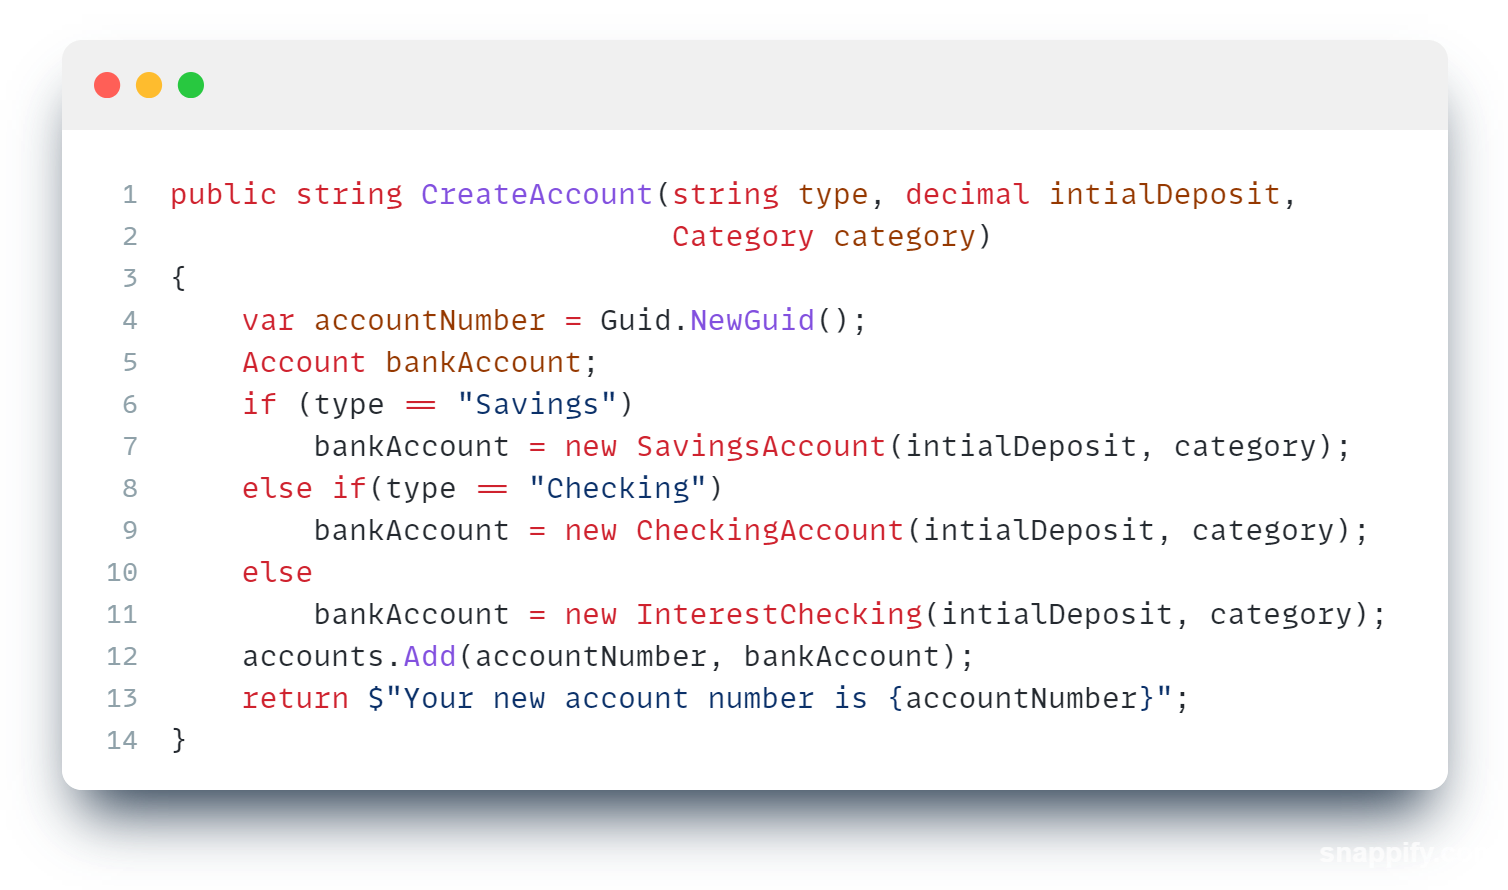 1 public string CreateAccount(string type, decimal intialDeposit,
2 Category category)
3 {
4 var accountNumber = Guid.NewGuid();
5 Account bankAccount;
6 if (type == "Savings")
7 bankAccount = new SavingsAccount(intialDeposit, category);
8 else if(type == "Checking")
9 bankAccount = new CheckingAccount(intialDeposit, category);
10 else
11 bankAccount = new InterestChecking(intialDeposit, category);
12 accounts.Add(accountNumber, bankAccount);
13 return $"Your new account number is {accountNumber}";
14 }
snappify.